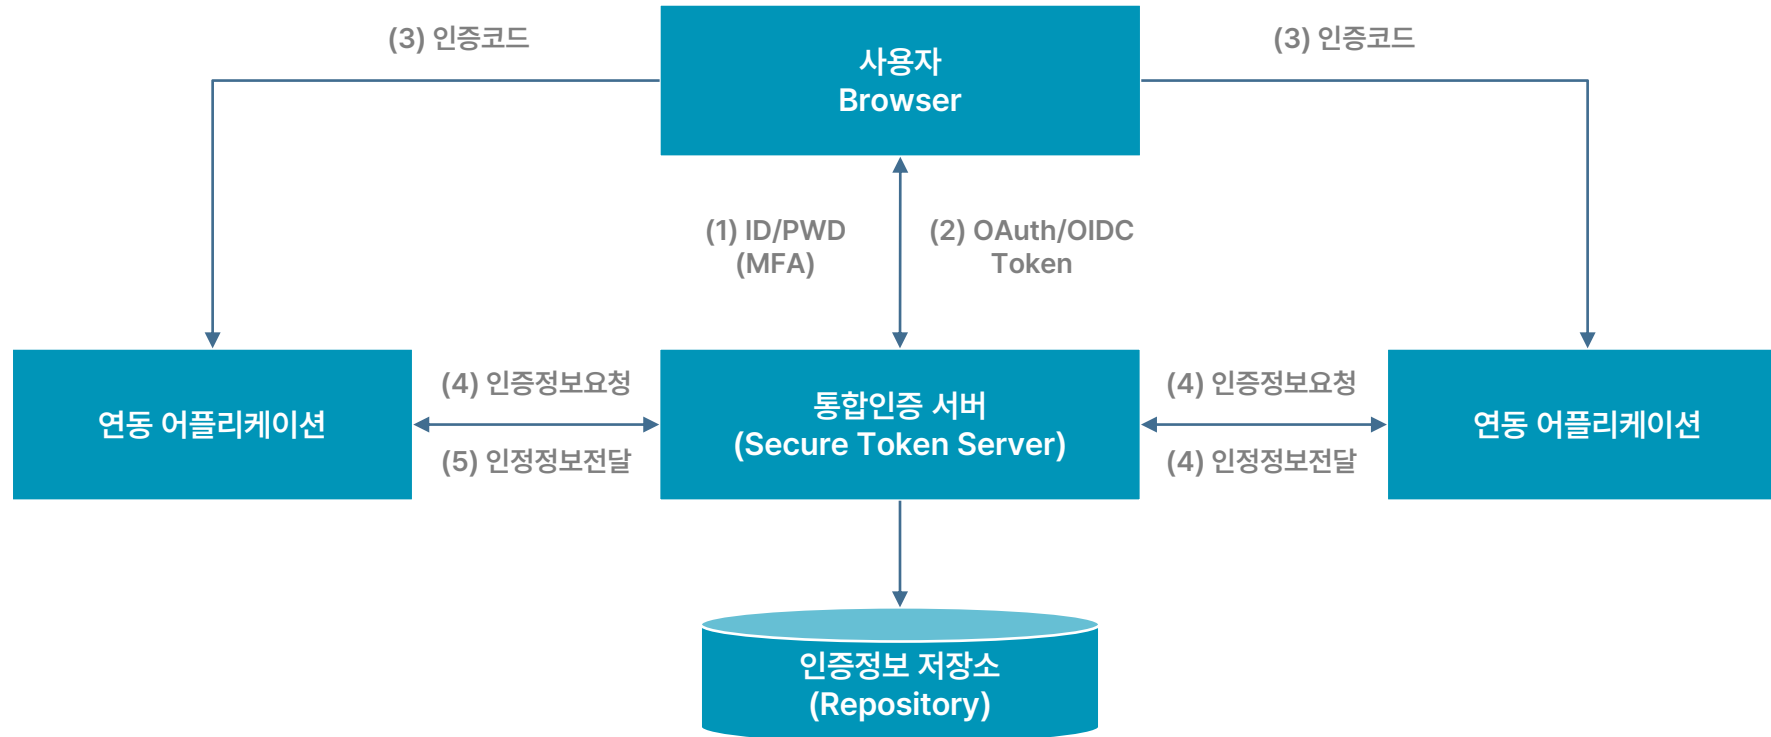 (3) 인증코드
사용자
Browser
(3) 인증코드
(1) ID/PWD
(MFA)
(2) OAuth/OIDC
Token
연동 어플리케이션
(4) 인증정보요청
(5) 인정정보전달
통합인증 서버
(Secure Token Server)
(4) 인증정보요청
(4) 인정정보전달
연동 어플리케이션
인증정보 저장소
(Repository)